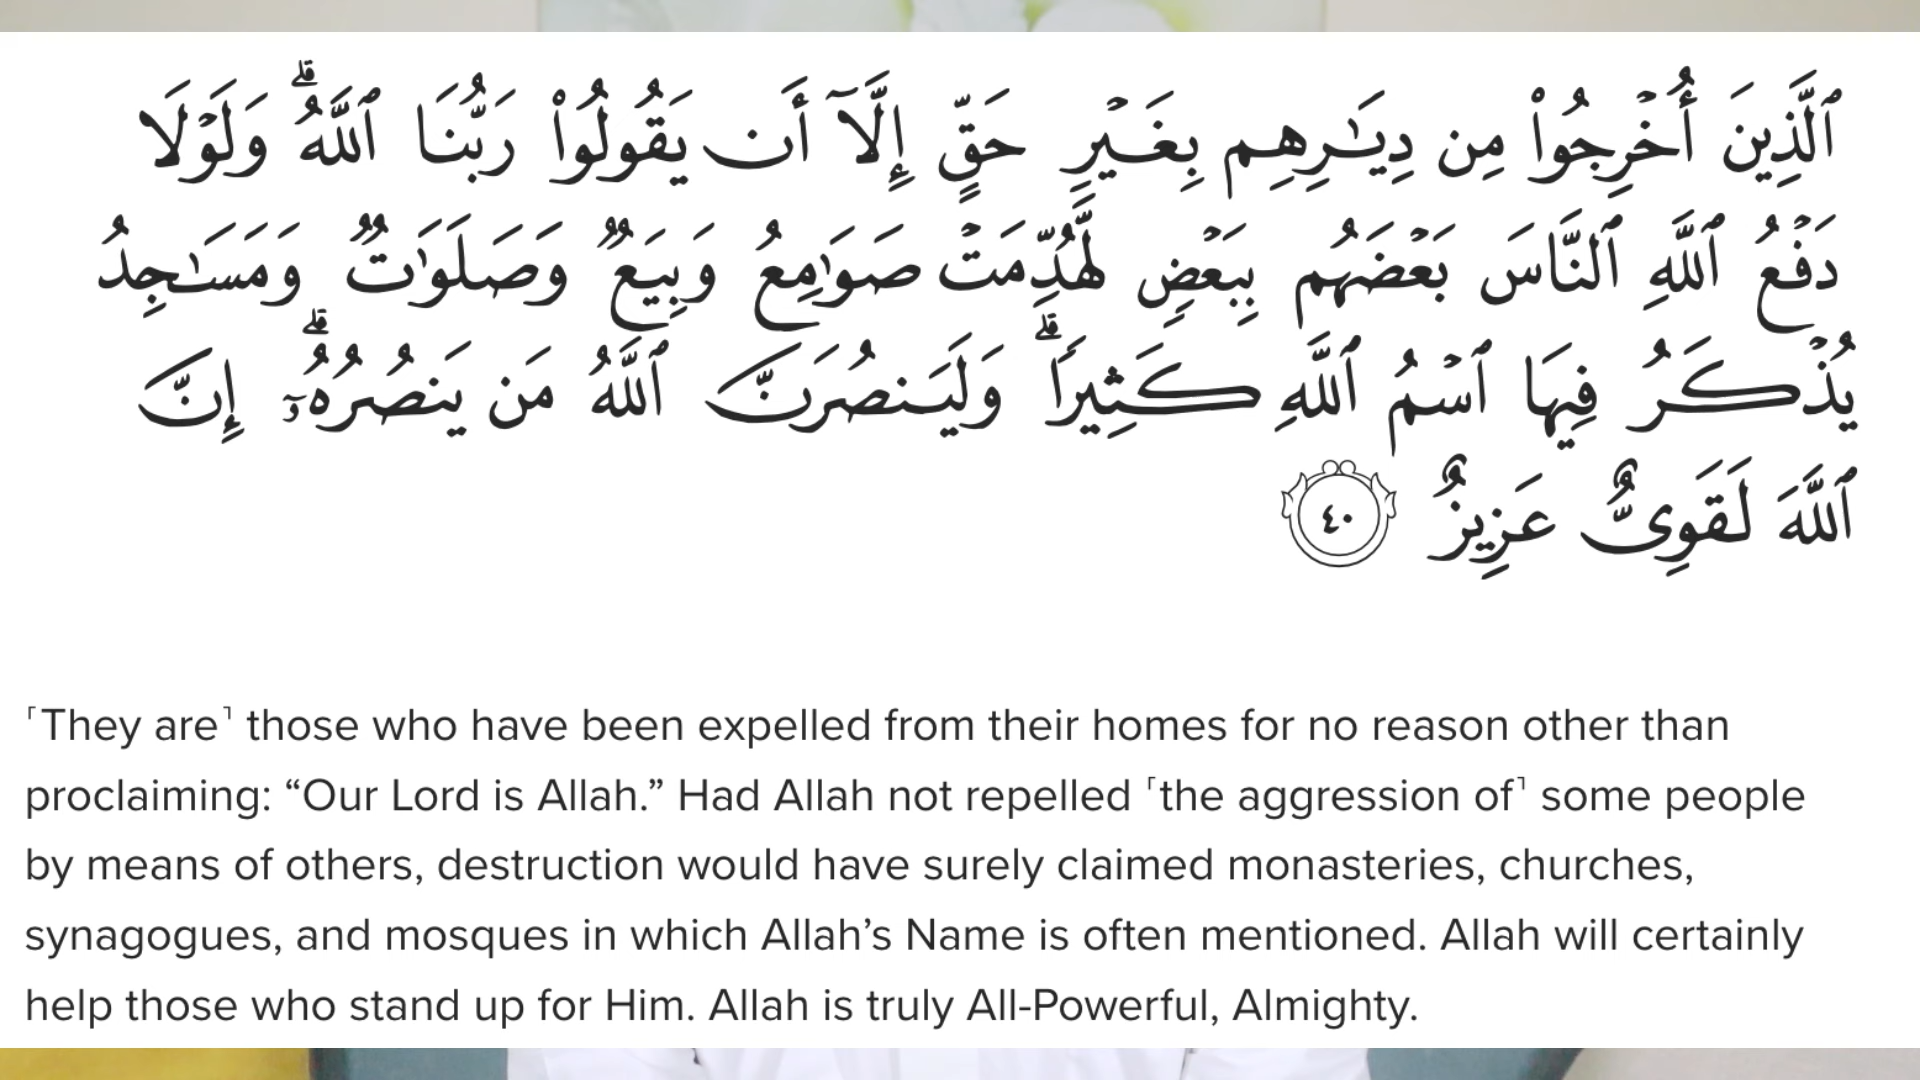 ٱلَّذِينَ أُخْرِجُوا۟ مِن دِيَـٰرِهِم بِغَيْرِ حَقٍّ إِلَّآ أَن يَقُولُوا۟ رَبُّنَا ٱللَّهُ ۗ وَلَوْلَا
دَفْعُ ٱللَّهِ ٱلنَّاسَ بَعْضَهُم بِبَعْضٍ لَّهُدِّمَتْ صَوَٰمِعُ وَبِيَعٌ وَصَلَوَٰتٌ وَمَسَـٰجِدُ
يُذْكَرُ فِيهَا ٱسْمُ ٱللَّهِ كَثِيرًا ۗ وَلَيَنصُرَنَّ ٱللَّهُ مَن يَنصُرُهُۥٓ ۗ إِنَّ
ٱللَّهَ لَقَوِىٌّ عَزِيزٌ ٤٠
⸢They are⸣ those who have been expelled from their homes for no reason other than
proclaiming: “Our Lord is Allah.” Had Allah not repelled ⸢the aggression of⸣ some people
by means of others, destruction would have surely claimed monasteries, churches,
synagogues, and mosques in which Allah’s Name is often mentioned. Allah will certainly
help those who stand up for Him. Allah is truly All-Powerful, Almighty.